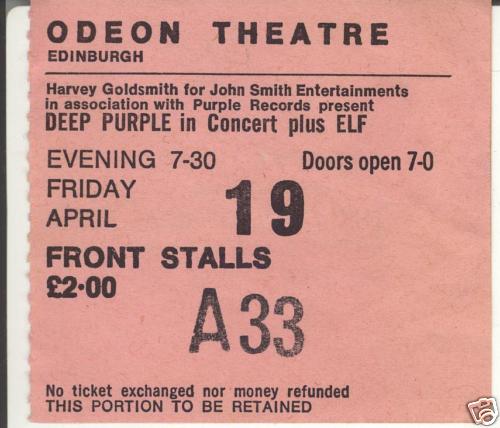 ODEON THEATRE
EDINBURGH
Harvey Goldsmith for John Smith Entertainments
in association with Purple Records present
DEEP PURPLE in Concert plus ELF
EVENING 7-30 Doors open 7-0
FRIDAY
APRIL 19
FRONT STALLS
£2·00
A 33
No ticket exchanged nor money refunded
THIS PORTION TO BE RETAINED